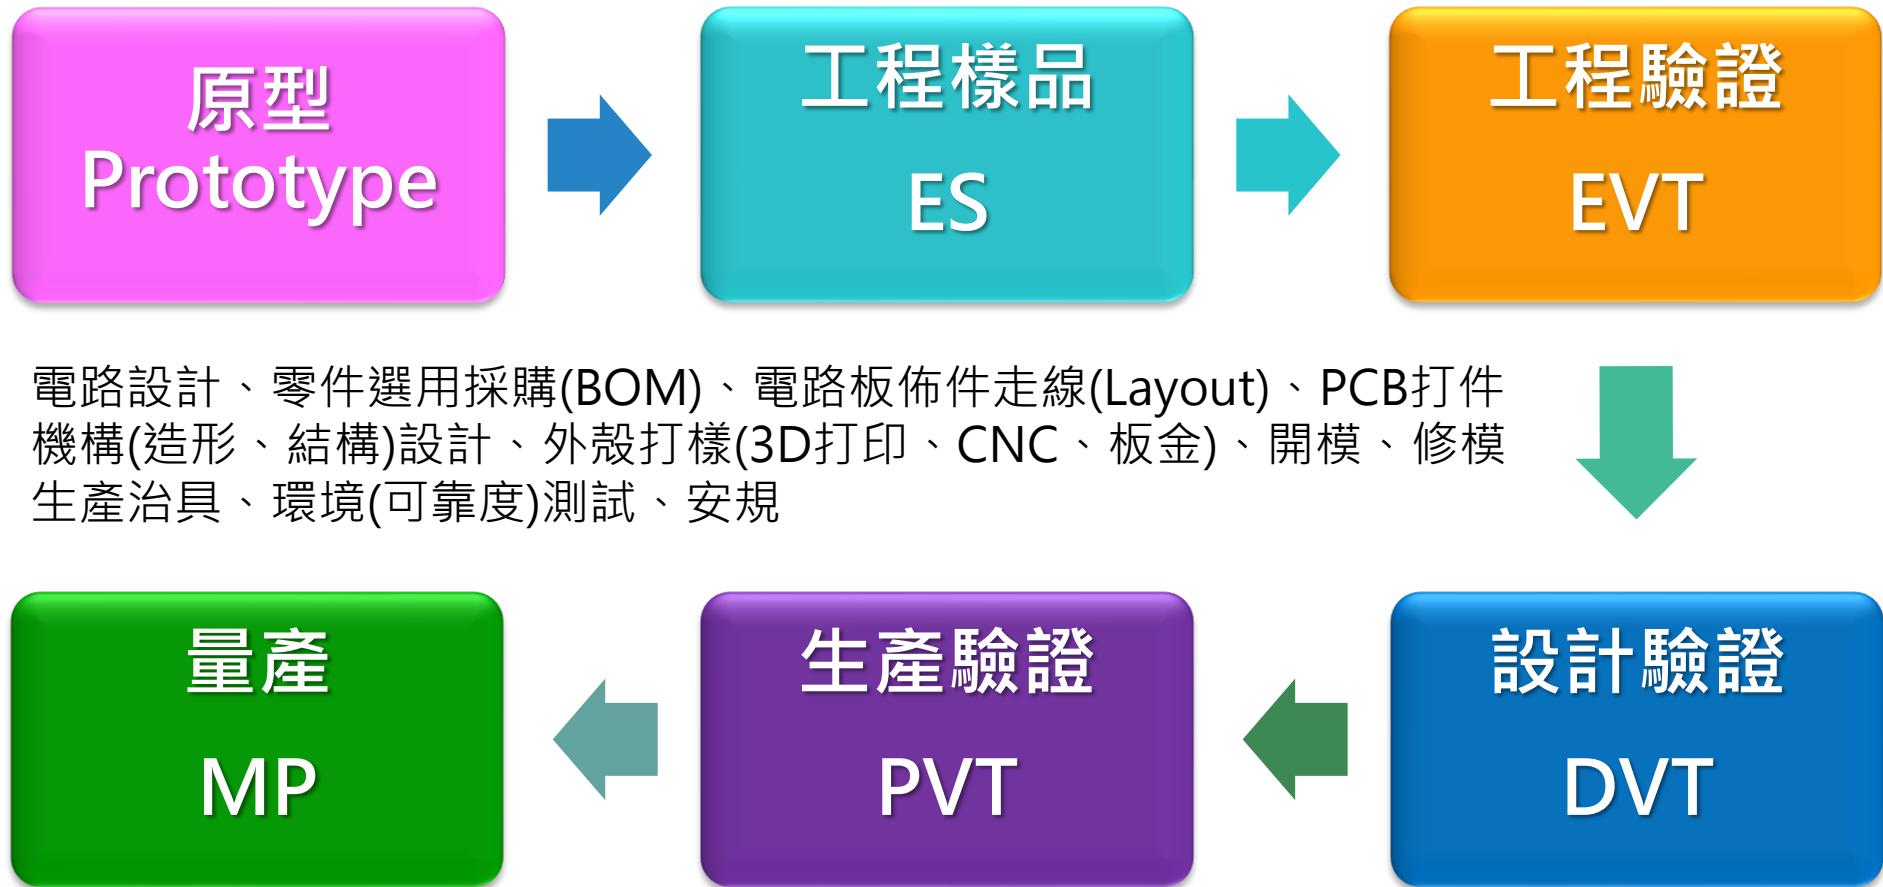 原型
Prototype
工程樣品
ES
工程驗證
EVT
電路設計、零件選用採購(BOM)、電路板佈件走線(Layout)、PCB打件
機構(造形、結構)設計、外殼打樣(3D打印、CNC、板金)、開模、修模
生產治具、環境(可靠度)測試、安規
量產
MP
生產驗證
PVT
設計驗證
DVT